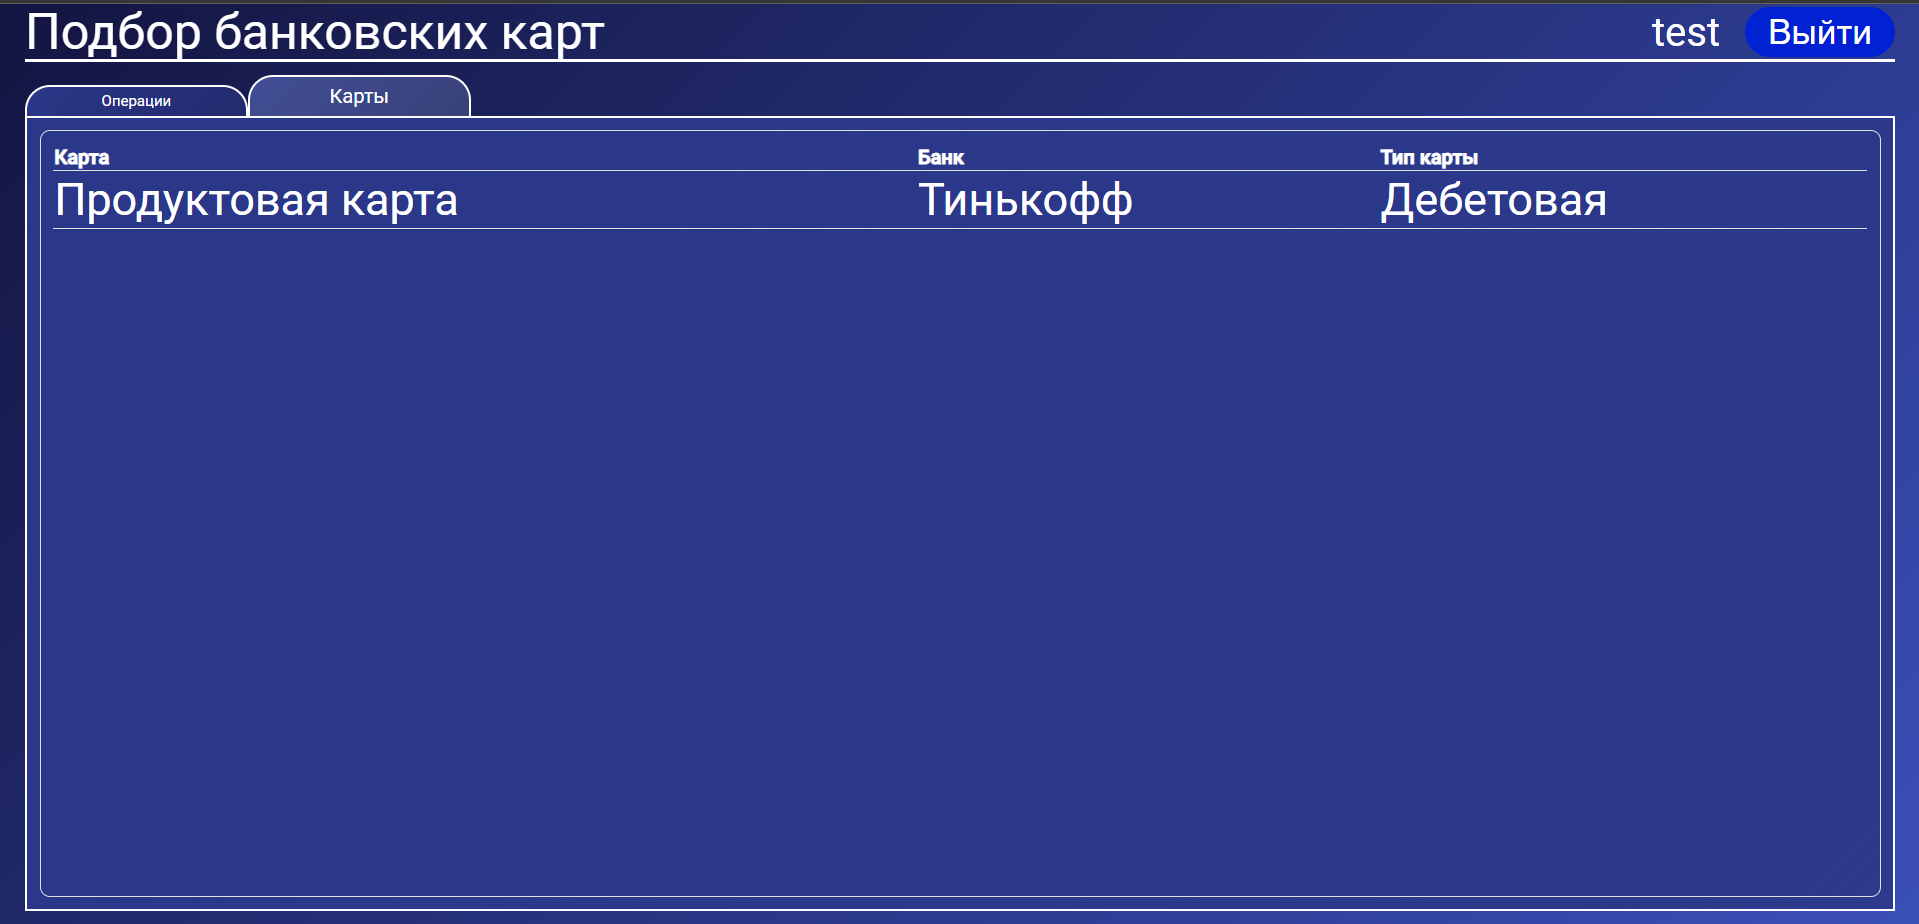 Подбор банковских карт test Выйти
Операции Карты
Карта Банк Тип карты
Продуктовая карта Тинькофф Дебетовая